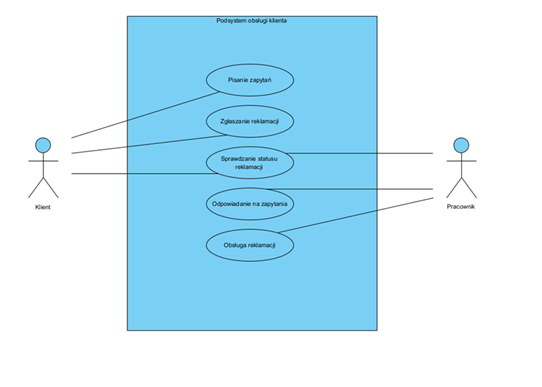 Podsystem obsługi klienta
Pisanie zapytań
Zgłaszanie reklamacji
Sprawdzanie statusu
reklamacji
Odpowiadanie na zapytania
Obsługa reklamacji
Klient
Pracownik